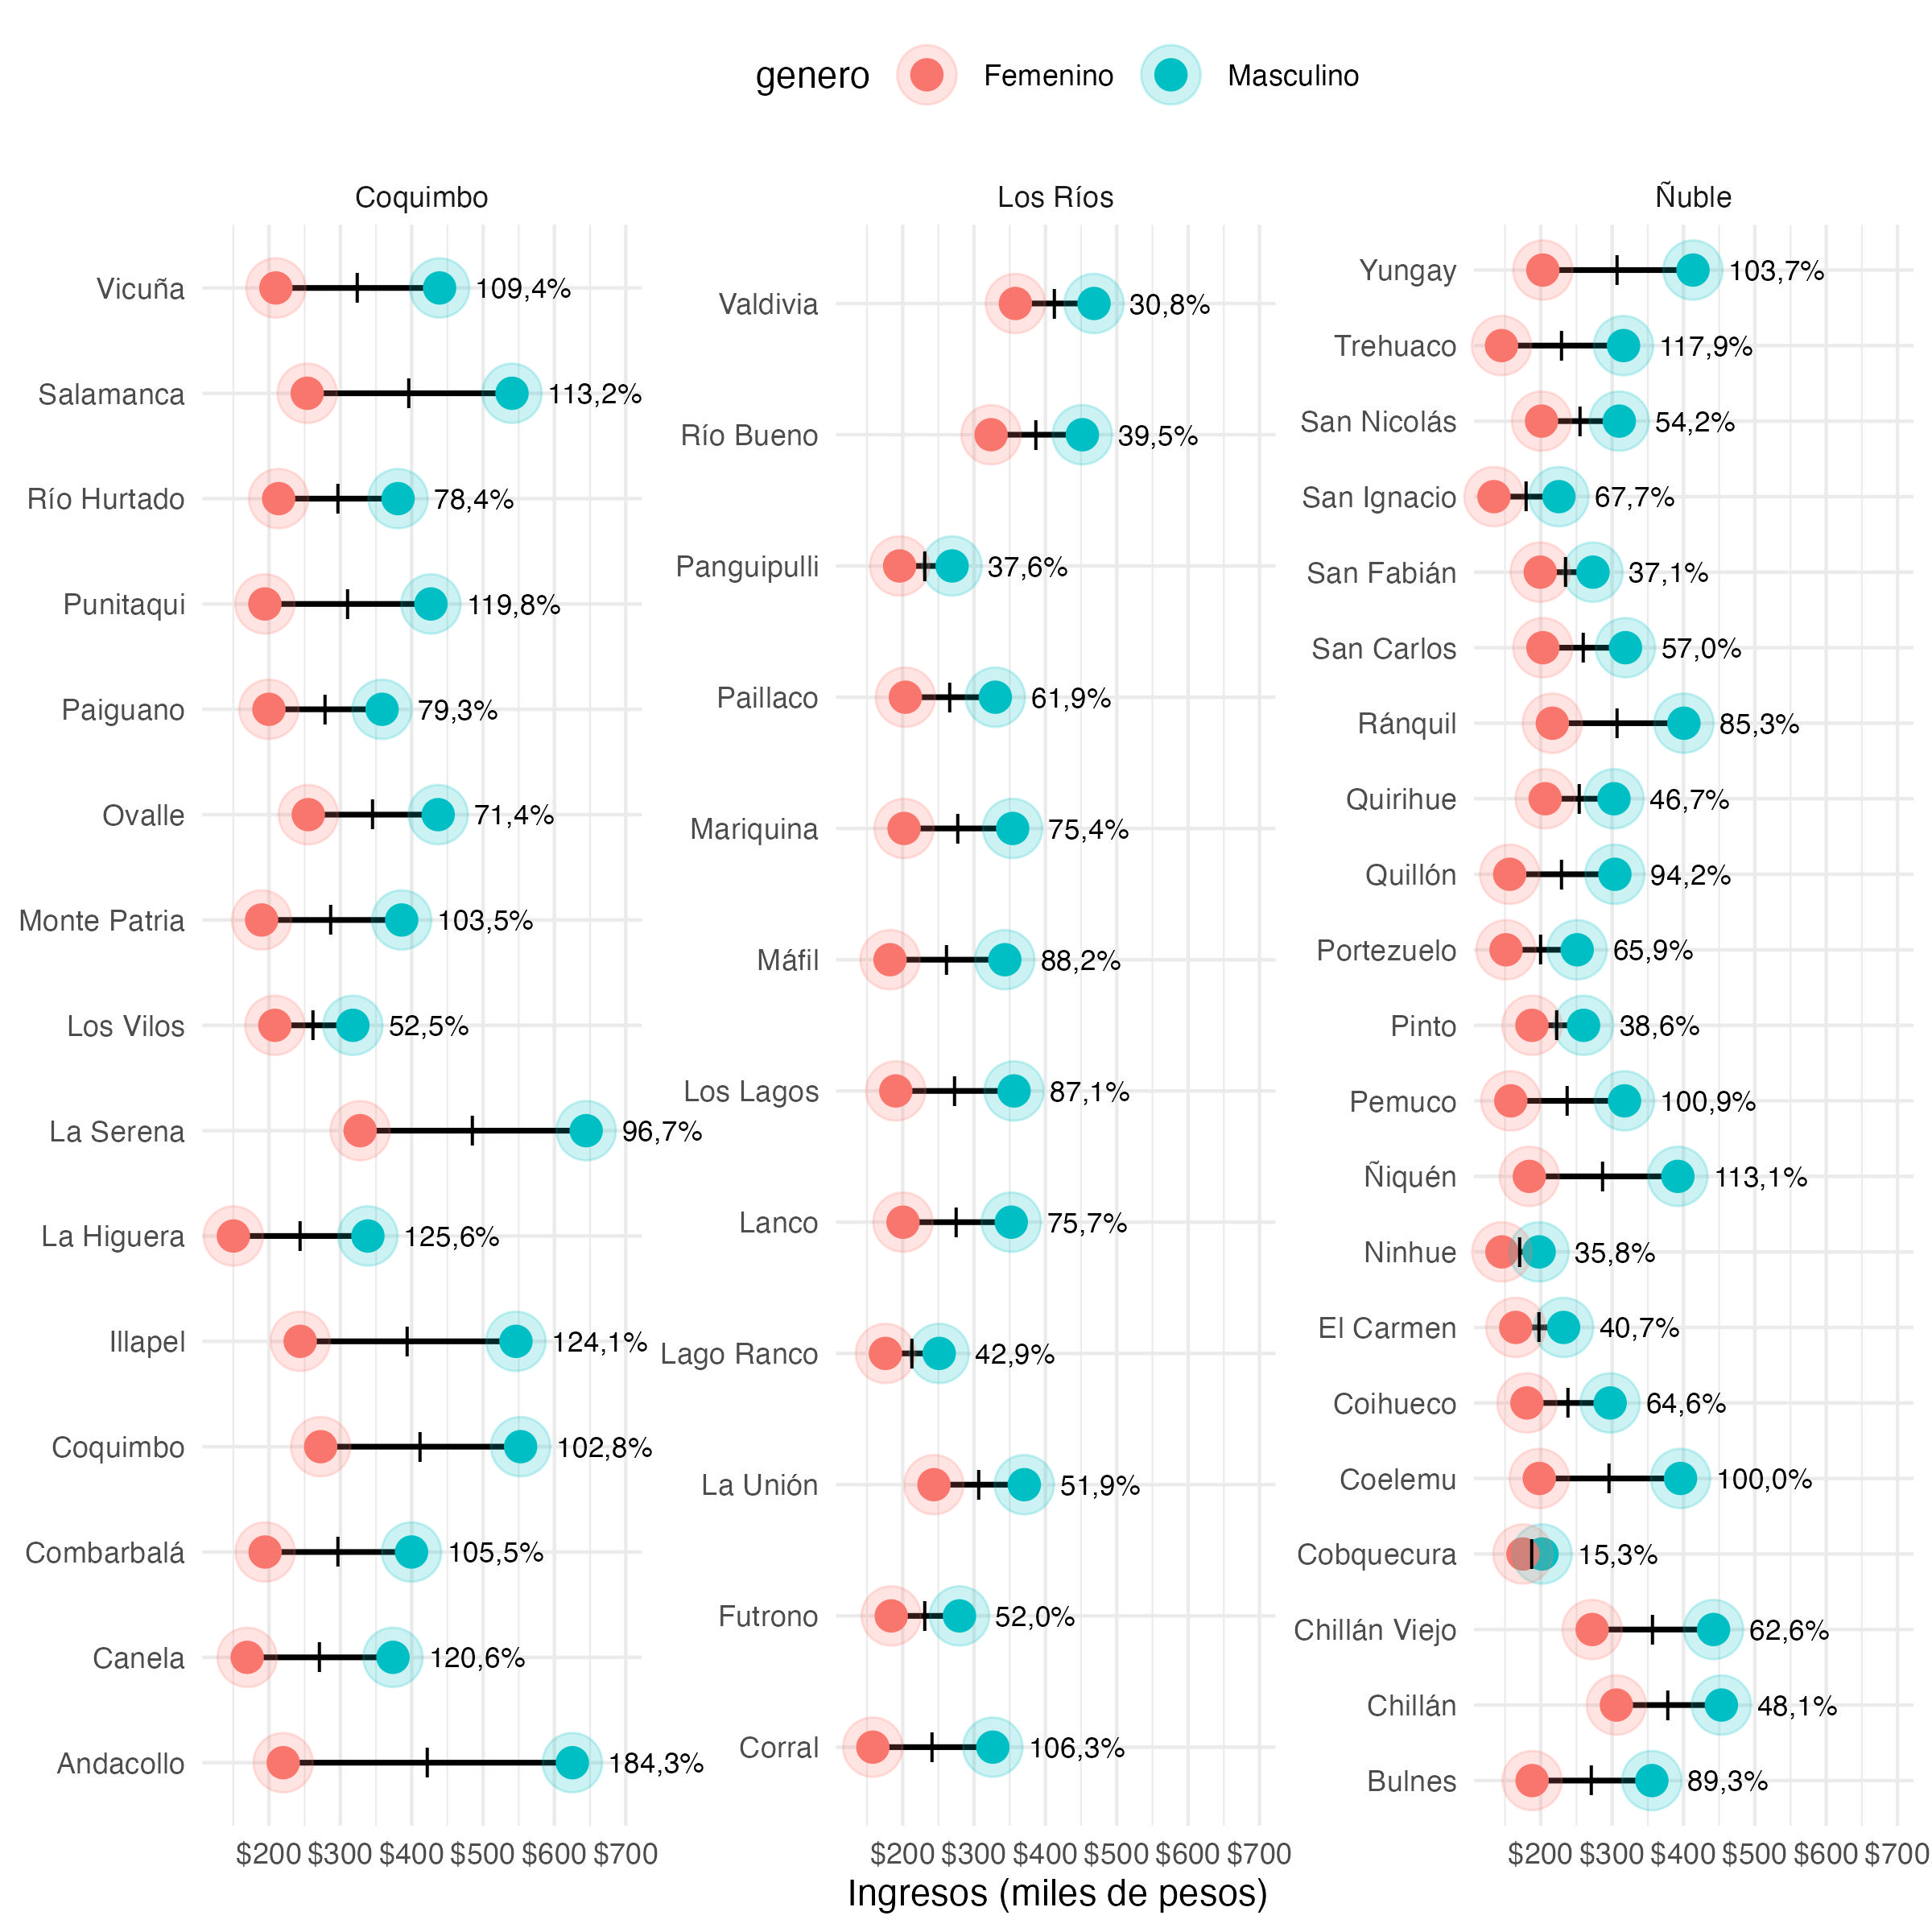 genero Femenino Masculino
Coquimbo
Vicuña 109,4%
Salamanca 113,2%
Río Hurtado 78,4%
Punitaqui 119,8%
Paiguano 79,3%
Ovalle 71,4%
Monte Patria 103,5%
Los Vilos 52,5%
La Serena 96,7%
La Higuera 125,6%
Illapel 124,1%
Coquimbo 102,8%
Combarbalá 105,5%
Canela 120,6%
Andacollo 184,3%
$200 $300 $400 $500 $600 $700
Los Ríos
Valdivia 30,8%
Río Bueno 39,5%
Panguipulli 37,6%
Paillaco 61,9%
Mariquina 75,4%
Máfil 88,2%
Los Lagos 87,1%
Lanco 75,7%
Lago Ranco 42,9%
La Unión 51,9%
Futrono 52,0%
Corral 106,3%
$200 $300 $400 $500 $600 $700
Ñuble
Yungay 103,7%
Trehuaco 117,9%
San Nicolás 54,2%
San Ignacio 67,7%
San Fabián 37,1%
San Carlos 57,0%
Ránquil 85,3%
Quirihue 46,7%
Quillón 94,2%
Portezuelo 65,9%
Pinto 38,6%
Pemuco 100,9%
Ñiquén 113,1%
Ninhue 35,8%
El Carmen 40,7%
Coihueco 64,6%
Coelemu 100,0%
Cobquecura 15,3%
Chillán Viejo 62,6%
Chillán 48,1%
Bulnes 89,3%
$200 $300 $400 $500 $600 $700
Ingresos (miles de pesos)